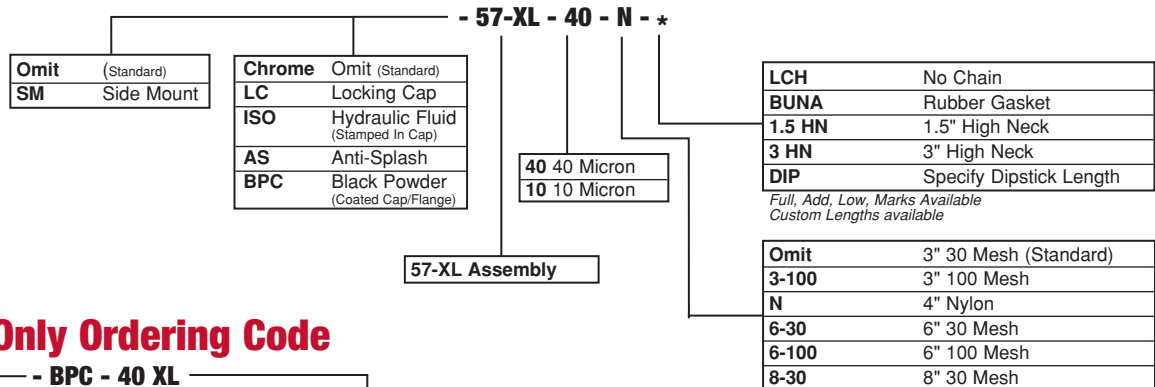 - 57-XL - 40 - N - *
Omit (Standard)
SM Side Mount
Chrome Omit (Standard)
LC Locking Cap
ISO Hydraulic Fluid
(Stamped In Cap)
AS Anti-Splash
BPC Black Powder
(Coated Cap/Flange)
40 40 Micron
10 10 Micron
57-XL Assembly
LCH No Chain
BUNA Rubber Gasket
1.5 HN 1.5" High Neck
3 HN 3" High Neck
DIP Specify Dipstick Length
Full, Add, Low, Marks Available
Custom Lengths available
Omit 3" 30 Mesh (Standard)
3-100 3" 100 Mesh
N 4" Nylon
6-30 6" 30 Mesh
6-100 6" 100 Mesh
8-30 8" 30 Mesh
Only Ordering Code
- BPC - 40 XL